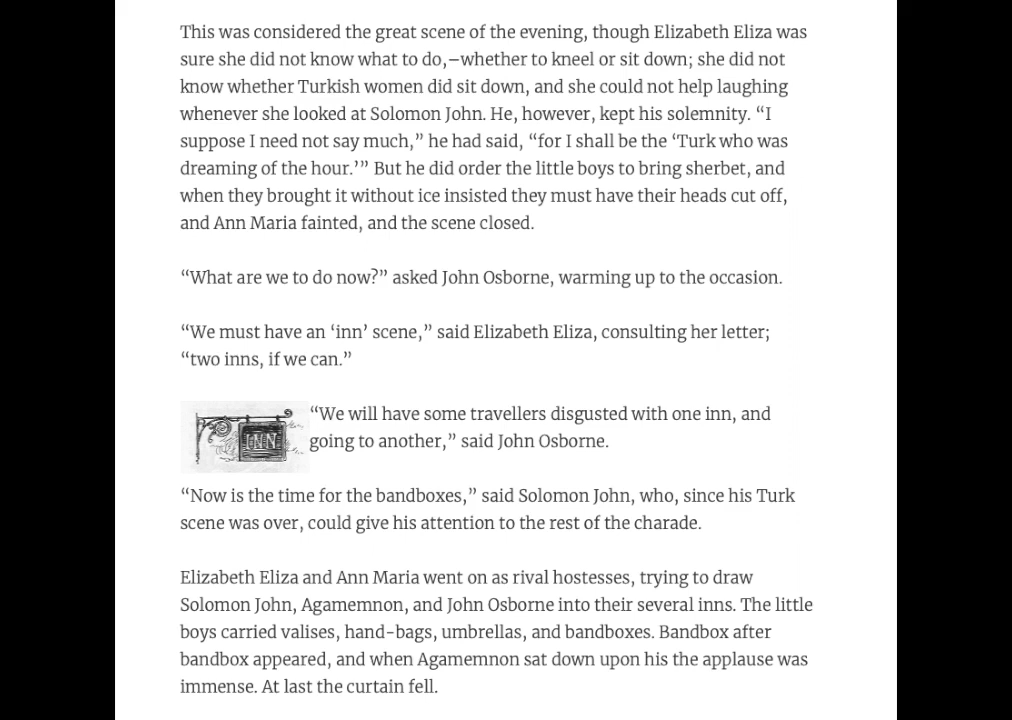 This was considered the great scene of the evening, though Elizabeth Eliza was
sure she did not know what to do,–whether to kneel or sit down; she did not
know whether Turkish women did sit down, and she could not help laughing
whenever she looked at Solomon John. He, however, kept his solemnity. “I
suppose I need not say much,” he had said, “for I shall be the ‘Turk who was
dreaming of the hour.’” But he did order the little boys to bring sherbet, and
when they brought it without ice insisted they must have their heads cut off,
and Ann Maria fainted, and the scene closed.
“What are we to do now?” asked John Osborne, warming up to the occasion.
“We must have an ‘inn’ scene,” said Elizabeth Eliza, consulting her letter;
“two inns, if we can.”
INN
“We will have some travellers disgusted with one inn, and
going to another,” said John Osborne.
“Now is the time for the bandboxes,” said Solomon John, who, since his Turk
scene was over, could give his attention to the rest of the charade.
Elizabeth Eliza and Ann Maria went on as rival hostesses, trying to draw
Solomon John, Agamemnon, and John Osborne into their several inns. The little
boys carried valises, hand-bags, umbrellas, and bandboxes. Bandbox after
bandbox appeared, and when Agamemnon sat down upon his the applause was
immense. At last the curtain fell.